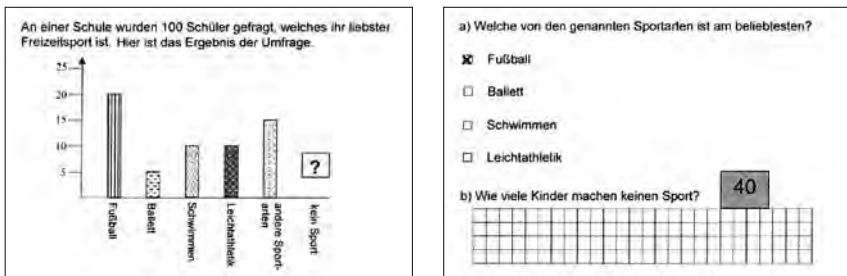 An einer Schule wurden 100 Schüler gefragt, welches ihr liebster
Freizeitsport ist. Hier ist das Ergebnis der Umfrage.
25
20
15
10
5
?
Fußball
Ballett
Schwimmen
Leichtathletik
andere Sport-
arten
kein Sport
a) Welche von den genannten Sportarten ist am beliebtesten?
Fußball
Ballett
Schwimmen
Leichtathletik
b) Wie viele Kinder machen keinen Sport?
40